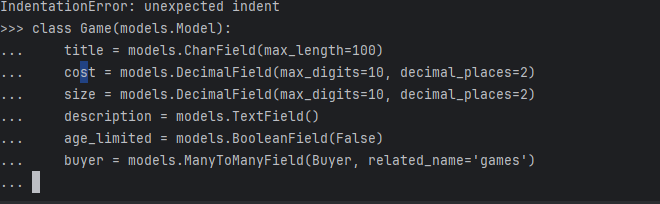 IndentationError: unexpected indent
>>> class Game(models.Model):
...     title = models.CharField(max_length=100)
...     cost = models.DecimalField(max_digits=10, decimal_places=2)
...     size = models.DecimalField(max_digits=10, decimal_places=2)
...     description = models.TextField()
...     age_limited = models.BooleanField(False)
...     buyer = models.ManyToManyField(Buyer, related_name='games')
...